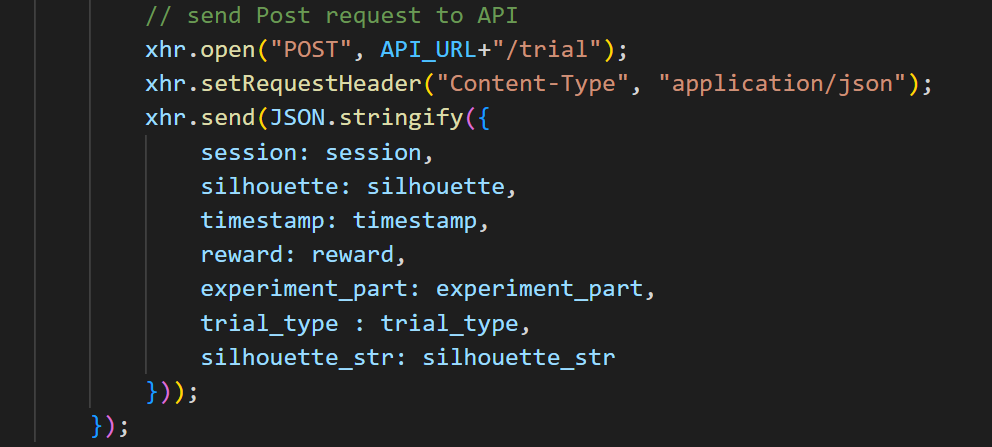 // send Post request to API
xhr.open("POST", API_URL+"/trial");
xhr.setRequestHeader("Content-Type", "application/json");
xhr.send(JSON.stringify({
session: session,
silhouette: silhouette,
timestamp: timestamp,
reward: reward,
experiment_part: experiment_part,
trial_type : trial_type,
silhouette_str: silhouette_str
}));
});